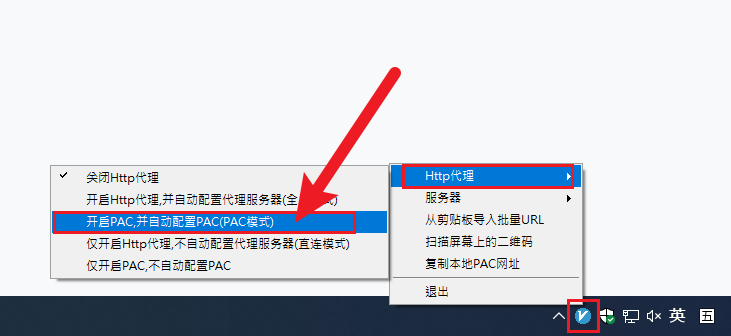 关闭Http代理
开启Http代理,并自动配置代理服务器(全 式)
开启PAC,并自动配置PAC(PAC模式)
仅开启Http代理,不自动配置代理服务器(直连模式)
仅开启PAC,不自动配置PAC
Http代理
服务器
从剪贴板导入批量URL
扫描屏幕上的二维码
复制本地PAC网址
退出
英
五